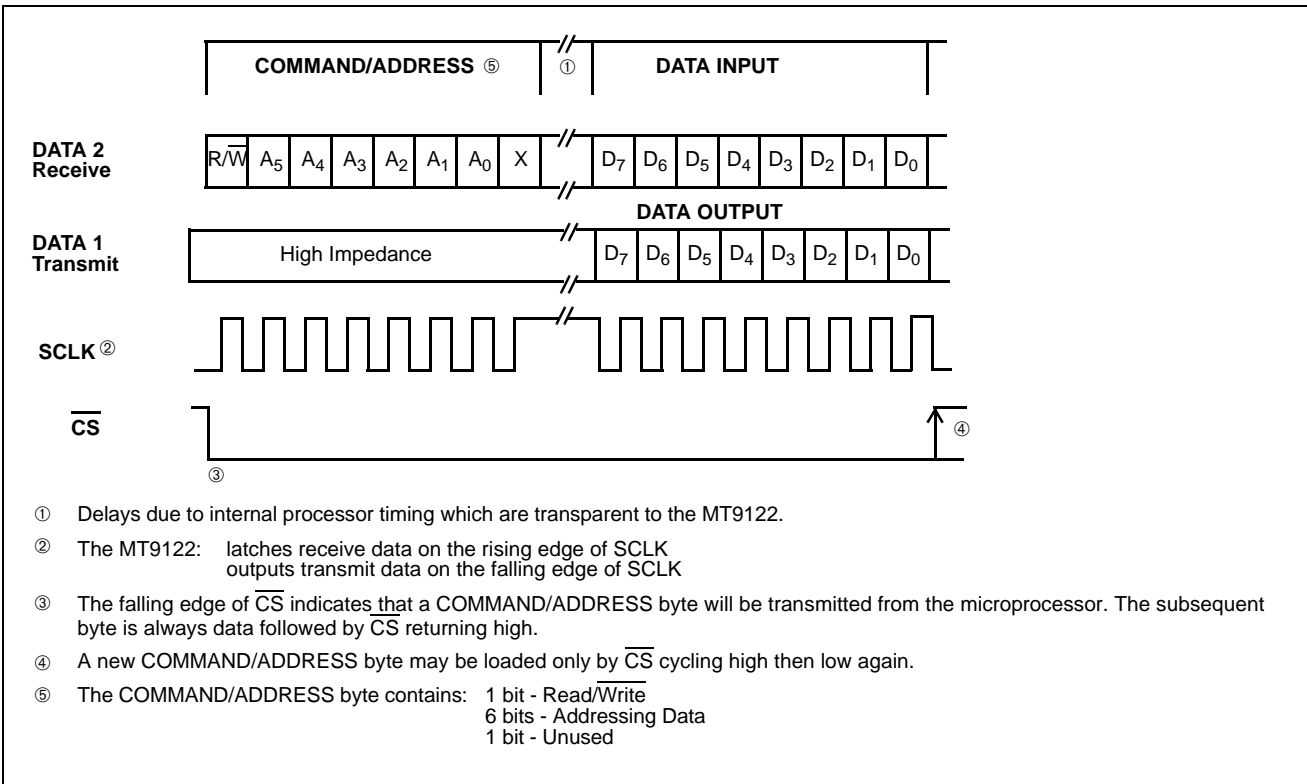 COMMAND/ADDRESS ⑤ ① DATA INPUT
DATA 2
Receive
R/W̅ A₅ A₄ A₃ A₂ A₁ A₀ X D₇ D₆ D₅ D₄ D₃ D₂ D₁ D₀
DATA OUTPUT
DATA 1
Transmit
High Impedance D₇ D₆ D₅ D₄ D₃ D₂ D₁ D₀
SCLK ②
C̅S̅
③
④
① Delays due to internal processor timing which are transparent to the MT9122.
② The MT9122: latches receive data on the rising edge of SCLK
outputs transmit data on the falling edge of SCLK
③ The falling edge of C̅S̅ indicates that a COMMAND/ADDRESS byte will be transmitted from the microprocessor. The subsequent
byte is always data followed by C̅S̅ returning high.
④ A new COMMAND/ADDRESS byte may be loaded only by C̅S̅ cycling high then low again.
⑤ The COMMAND/ADDRESS byte contains: 1 bit - Read/W̅r̅i̅t̅e̅
6 bits - Addressing Data
1 bit - Unused